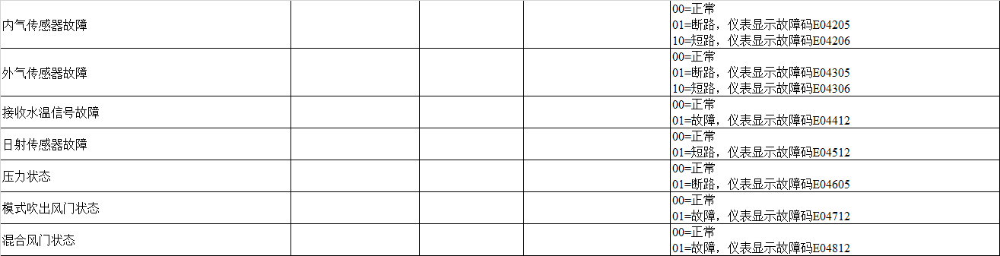 内气传感器故障
00=正常
01=断路，仪表显示故障码E04205
10=短路，仪表显示故障码E04206
外气传感器故障
00=正常
01=断路，仪表显示故障码E04305
10=短路，仪表显示故障码E04306
接收水温信号故障
00=正常
01=故障，仪表显示故障码E04412
日射传感器故障
00=正常
01=短路，仪表显示故障码E04512
压力状态
00=正常
01=断路，仪表显示故障码E04605
模式吹出风门状态
00=正常
01=故障，仪表显示故障码E04712
混合风门状态
00=正常
01=故障，仪表显示故障码E04812